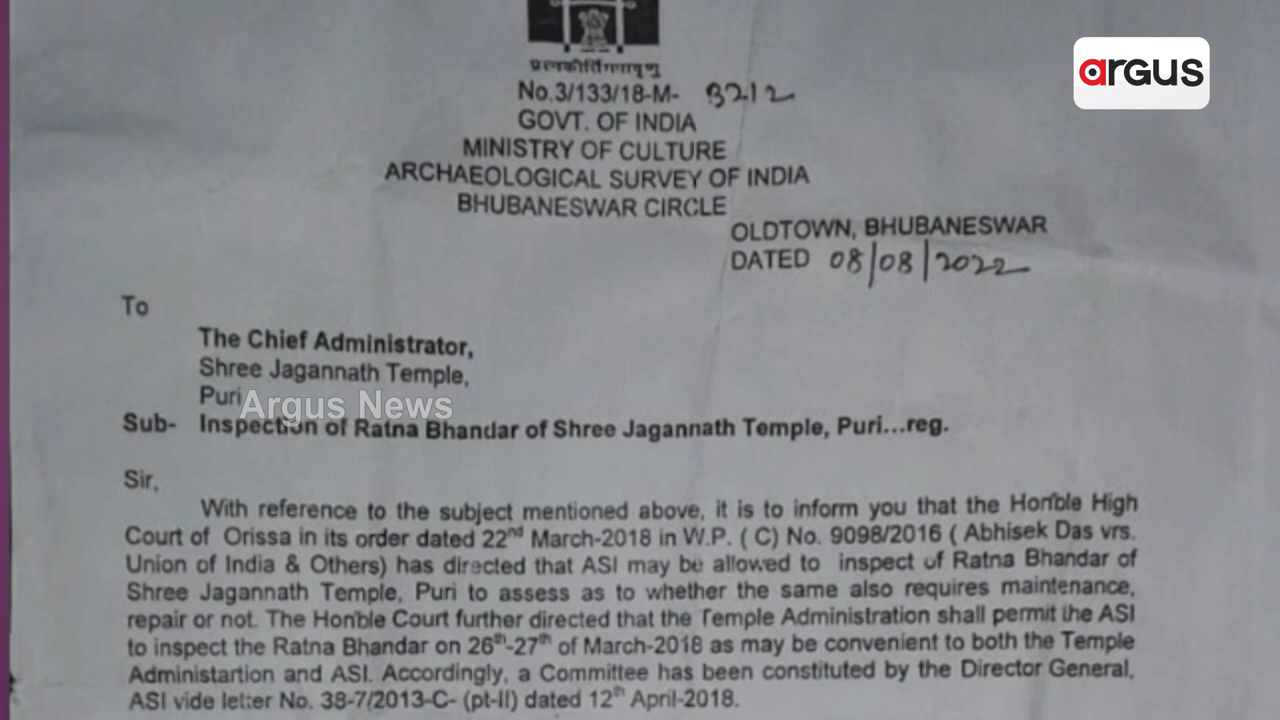 argus
प्रत्नकीर्तिमपावृणु
No.3/133/18-M- 3212
GOVT. OF INDIA
MINISTRY OF CULTURE
ARCHAEOLOGICAL SURVEY OF INDIA
BHUBANESWAR CIRCLE
OLDTOWN, BHUBANESWAR
DATED 08/08/2022
To
The Chief Administrator,
Shree Jagannath Temple,
Puri
Argus News
Sub- Inspection of Ratna Bhandar of Shree Jagannath Temple, Puri...reg.
Sir,
With reference to the subject mentioned above, it is to inform you that the Hon'ble High
Court of Orissa in its order dated 22nd March-2018 in W.P. ( C) No. 9098/2016 ( Abhisek Das vrs.
Union of India & Others) has directed that ASI may be allowed to inspect of Ratna Bhandar of
Shree Jagannath Temple, Puri to assess as to whether the same also requires maintenance,
repair or not. The Hon'ble Court further directed that the Temple Administration shall permit the ASI
to inspect the Ratna Bhandar on 26th-27th of March-2018 as may be convenient to both the Temple
Administartion and ASI. Accordingly, a Committee has been constituted by the Director General,
ASI vide letter No. 38-7/2013-C- (pt-II) dated 12th April-2018.